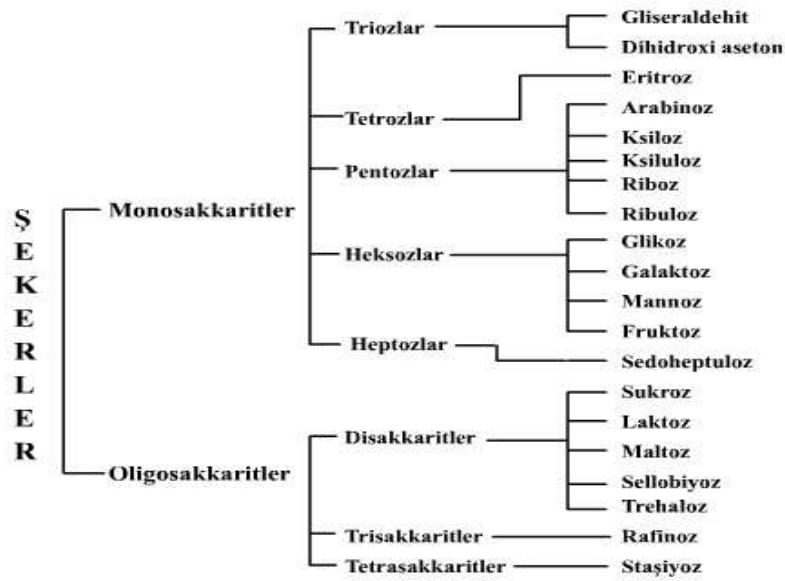 ŞEKERLER
Monosakkaritler
Triozlar
Gliseraldehit
Dihidroxi aseton
Tetrozlar
Eritroz
Pentozlar
Arabinoz
Ksiloz
Ksiluloz
Riboz
Ribuloz
Heksozlar
Glikoz
Galaktoz
Mannoz
Fruktoz
Heptozlar
Sedoheptuloz
Oligosakkaritler
Disakkaritler
Sukroz
Laktoz
Maltoz
Sellobiyoz
Trehaloz
Trisakkaritler
Rafinoz
Tetrasakkaritler
Staşiyoz